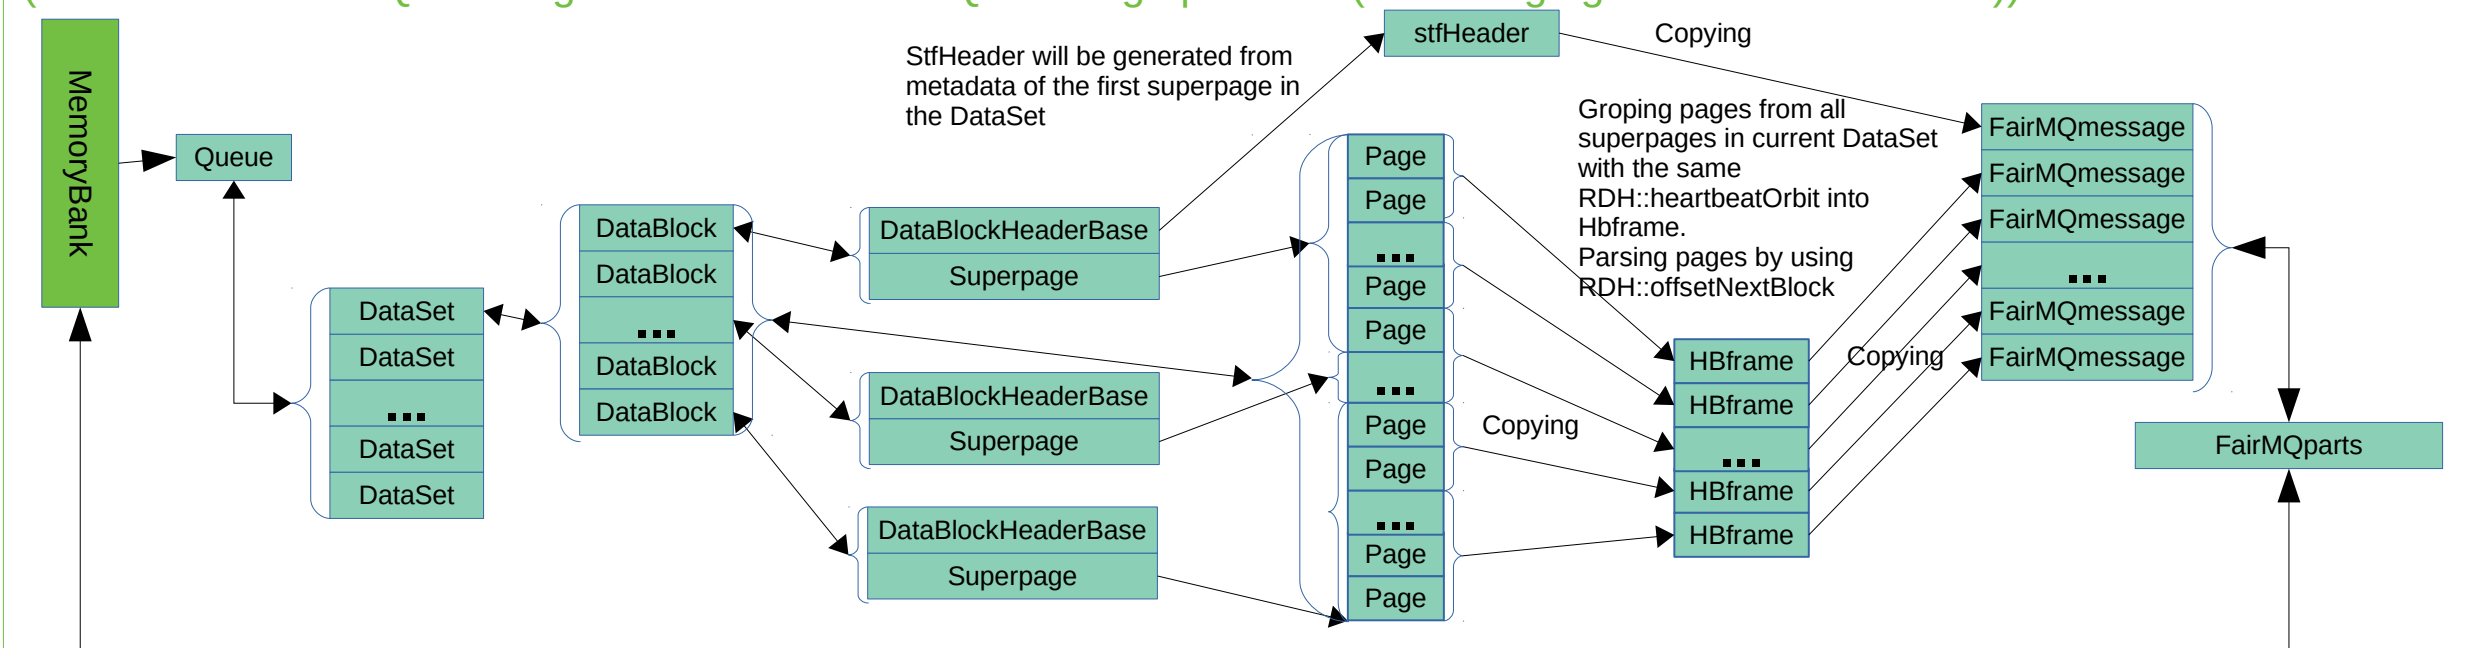 MemoryBank
Queue
DataSet
DataSet
...
DataSet
DataSet
DataBlock
DataBlock
...
DataBlock
DataBlock
StfHeader will be generated from
metadata of the first superpage in
the DataSet
DataBlockHeaderBase
Superpage
DataBlockHeaderBase
Superpage
DataBlockHeaderBase
Superpage
stfHeader
Copying
Page
Page
...
Page
Page
...
Page
Page
...
Page
Page
Groping pages from all
superpages in current DataSet
with the same
RDH::heartbeatOrbit into
Hbframe.
Parsing pages by using
RDH::offsetNextBlock
Copying
HBframe
HBframe
...
HBframe
HBframe
Copying
FairMQmessage
FairMQmessage
FairMQmessage
...
FairMQmessage
FairMQmessage
FairMQparts